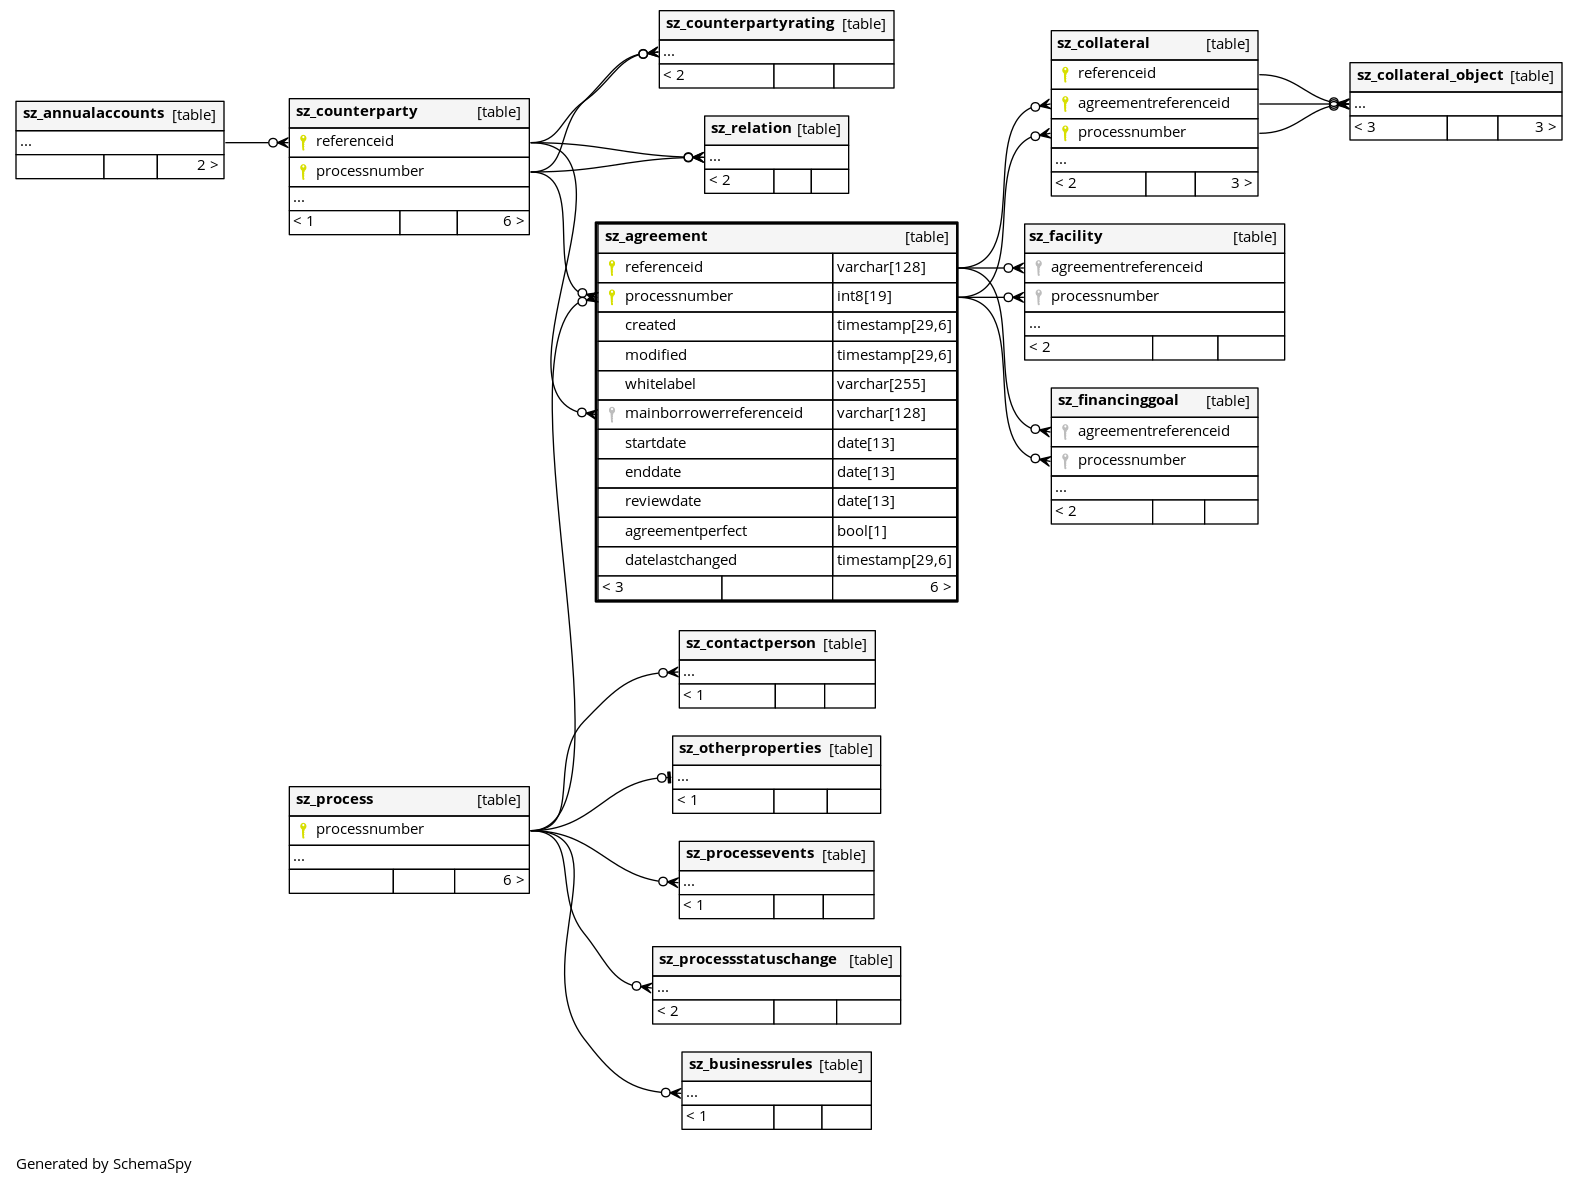 sz_counterpartyrating [table]
...
< 2
sz_collateral [table]
referenceid
agreementreferenceid
processnumber
...
< 2 3 >
sz_collateral_object [table]
...
< 3 3 >
sz_annualaccounts [table]
...
2 >
sz_counterparty [table]
referenceid
processnumber
...
< 1 6 >
sz_relation [table]
...
< 2
sz_agreement [table]
referenceid varchar[128]
processnumber int8[19]
created timestamp[29,6]
modified timestamp[29,6]
whitelabel varchar[255]
mainborrowerreferenceid varchar[128]
startdate date[13]
enddate date[13]
reviewdate date[13]
agreementperfect bool[1]
datelastchanged timestamp[29,6]
< 3 6 >
sz_facility [table]
agreementreferenceid
processnumber
...
< 2
sz_financinggoal [table]
agreementreferenceid
processnumber
...
< 2
sz_contactperson [table]
...
< 1
sz_otherproperties [table]
...
< 1
sz_process [table]
processnumber
...
6 >
sz_processevents [table]
...
< 1
sz_processstatuschange [table]
...
< 2
sz_businessrules [table]
...
< 1
Generated by SchemaSpy